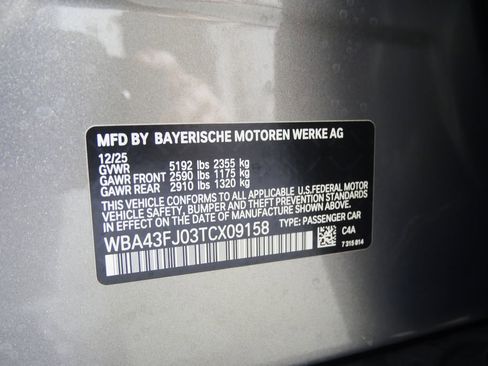 MFD BY BAYERISCHE MOTOREN WERKE AG
12/25
GVWR 5192 lbs 2355 kg
GAWR FRONT 2590 lbs 1175 kg
GAWR REAR 2910 lbs 1320 kg
THIS VEHICLE CONFORMS TO ALL APPLICABLE U.S.FEDERAL MOTOR
VEHICLE SAFETY, BUMPER, AND THEFT PREVENTION STANDARDS
IN EFFECT ON THE DATE OF MANUFACTURE SHOWN ABOVE.
WBA43FJ03TCX09158 TYPE: PASSENGER CAR
C4A
7 315 814